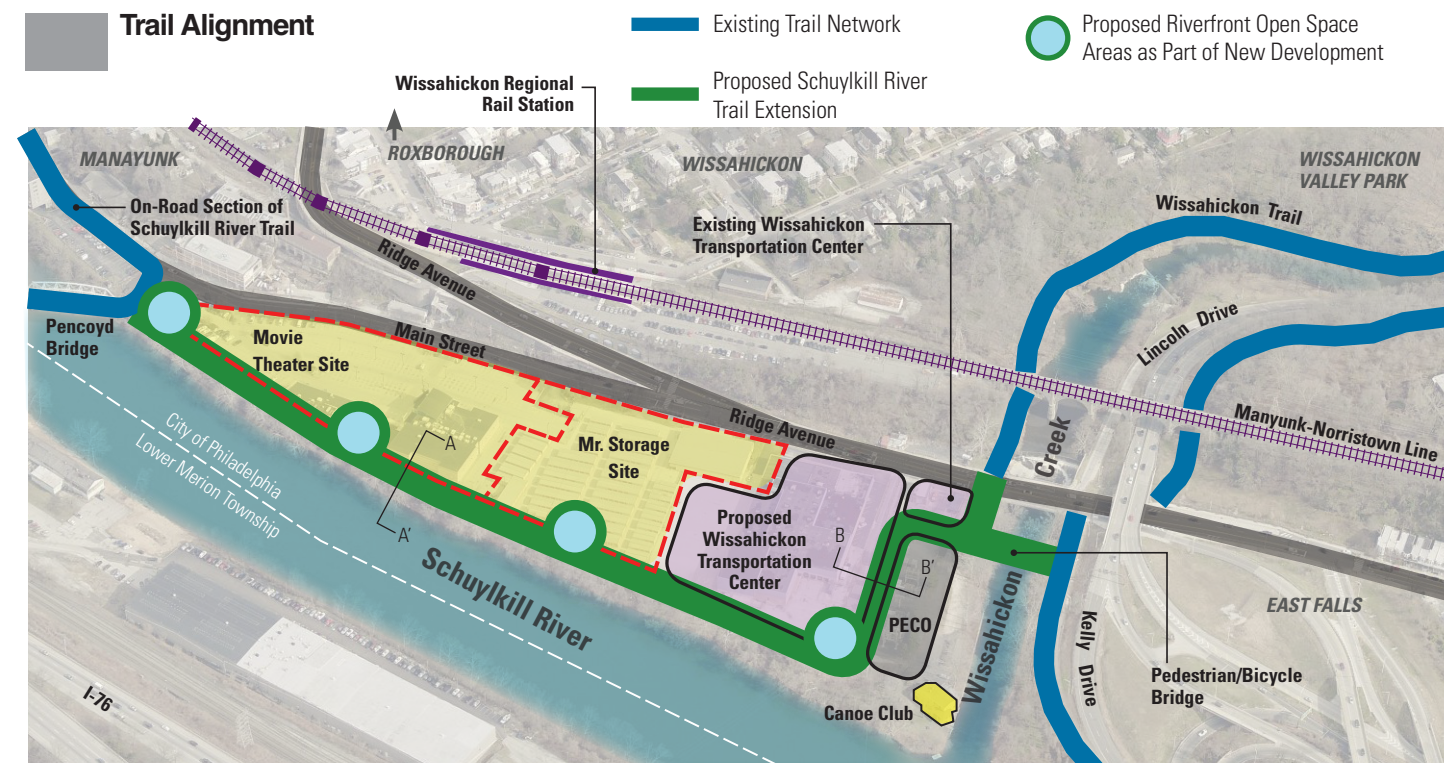 Trail Alignment
Existing Trail Network
Proposed Schuylkill River
Trail Extension
Proposed Riverfront Open Space
Areas as Part of New Development
Wissahickon Regional
Rail Station
MANAYUNK
ROXBOROUGH
WISSAHICKON
WISSAHICKON
VALLEY PARK
On-Road Section of
Schuylkill River Trail
Existing Wissahickon
Transportation Center
Wissahickon Trail
Ridge Avenue
Lincoln Drive
Pencoyd
Bridge
Movie
Theater Site
Main Street
Ridge Avenue
Manyunk-Norristown Line
City of Philadelphia
Lower Merion Township
A
A'
Mr. Storage
Site
Creek
Schuylkill River
Proposed
Wissahickon
Transportation
Center
B
B'
PECO
Wissahickon
EAST FALLS
Kelly Drive
Pedestrian/Bicycle
Bridge
Canoe Club
I-76